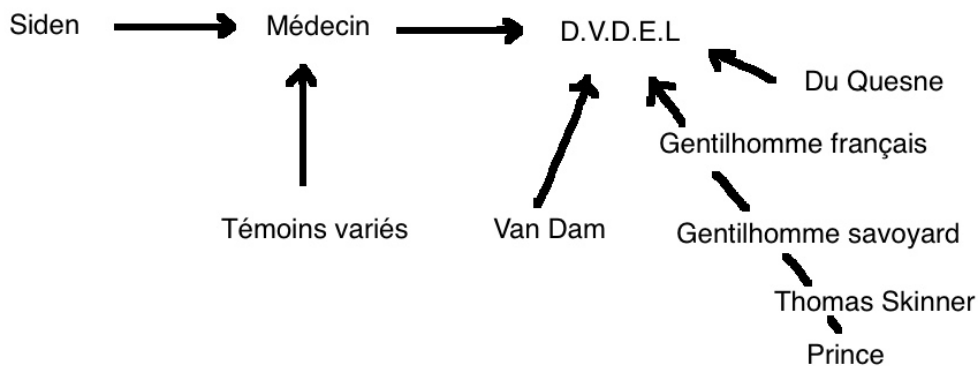 Siden
Médecin
D.V.D.E.L
Du Quesne
Gentilhomme français
Témoins variés
Van Dam
Gentilhomme savoyard
Thomas Skinner
Prince